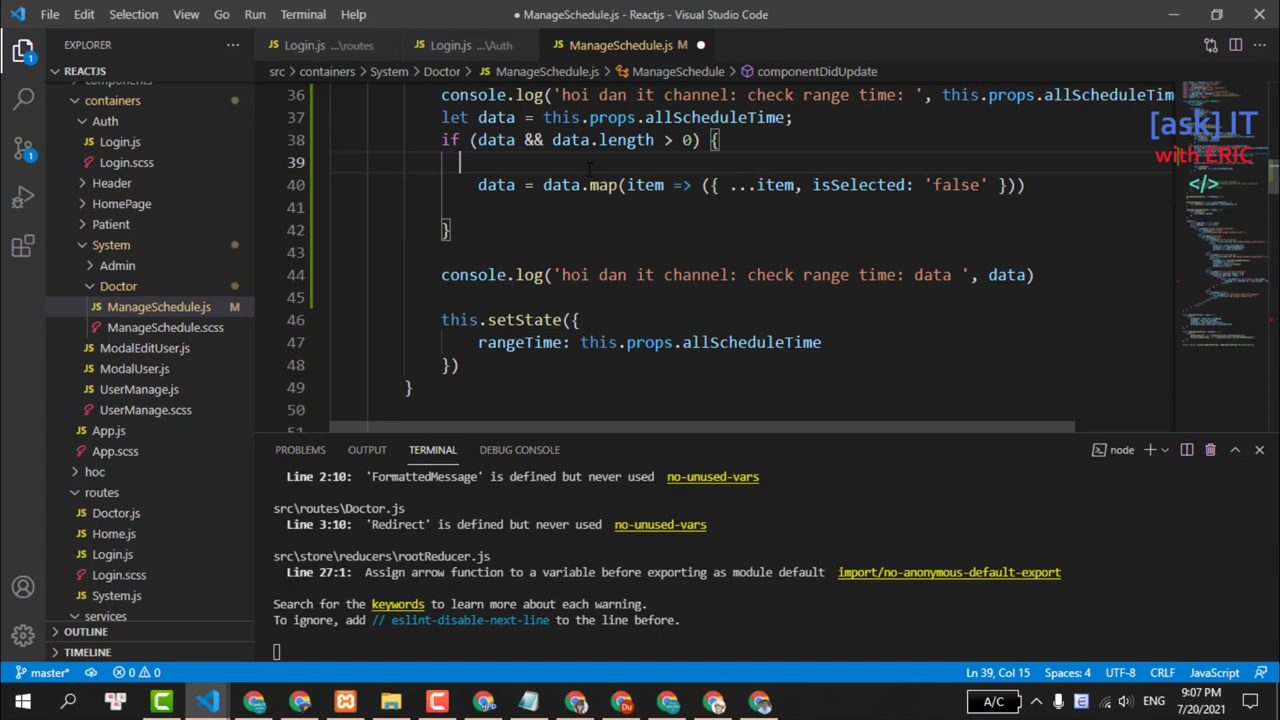 File Edit Selection View Go Run Terminal Help
● ManageSchedule.js - Reactjs - Visual Studio Code
EXPLORER
Login.js ...\routes
Login.js ...\Auth
ManageSchedule.js M
REACTJS
src > containers > System > Doctor > ManageSchedule.js > ManageSchedule > componentDidUpdate
containers
Auth
Login.js
Login.scss
Header
HomePage
Patient
System
Admin
Doctor
ManageSchedule.js M
ManageSchedule.scss
ModalEditUser.js
ModalUser.js
UserManage.js
UserManage.scss
App.js
App.scss
hoc
routes
Doctor.js
Home.js
Login.js
Login.scss
System.js
services
OUTLINE
TIMELINE
36 console.log('hoi dan it channel: check range time: ', this.props.allScheduleTim
37 let data = this.props.allScheduleTime;
38 if (data && data.length > 0) {
39
40 data = data.map(item => ({ ...item, isSelected: 'false' }))
41
42 }
43
44 console.log('hoi dan it channel: check range time: data ', data)
45
46 this.setState({
47 rangeTime: this.props.allScheduleTime
48 })
49 }
50
[ask] IT
with ERIC
</>
PROBLEMS OUTPUT TERMINAL DEBUG CONSOLE
node
Line 2:10: 'FormattedMessage' is defined but never used no-unused-vars
src\routes\Doctor.js
Line 3:10: 'Redirect' is defined but never used no-unused-vars
src\store\reducers\rootReducer.js
Line 27:1: Assign arrow function to a variable before exporting as module default import/no-anonymous-default-export
Search for the keywords to learn more about each warning.
To ignore, add // eslint-disable-next-line to the line before.
master* 0 0 Ln 39, Col 15 Spaces: 4 UTF-8 CRLF JavaScript
A/C ENG 9:07 PM
7/20/2021